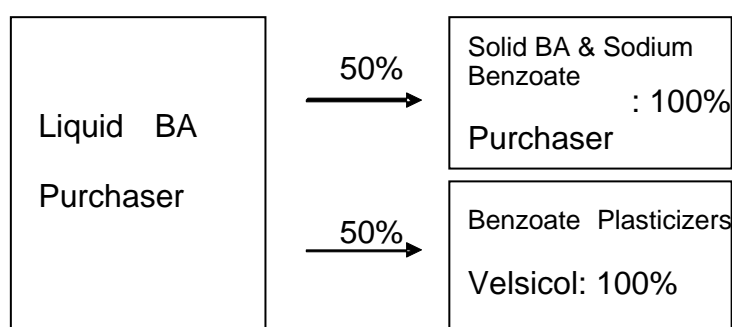 Liquid BA
Purchaser
50%
Solid BA & Sodium
Benzoate
: 100%
Purchaser
50%
Benzoate Plasticizers
Velsicol: 100%